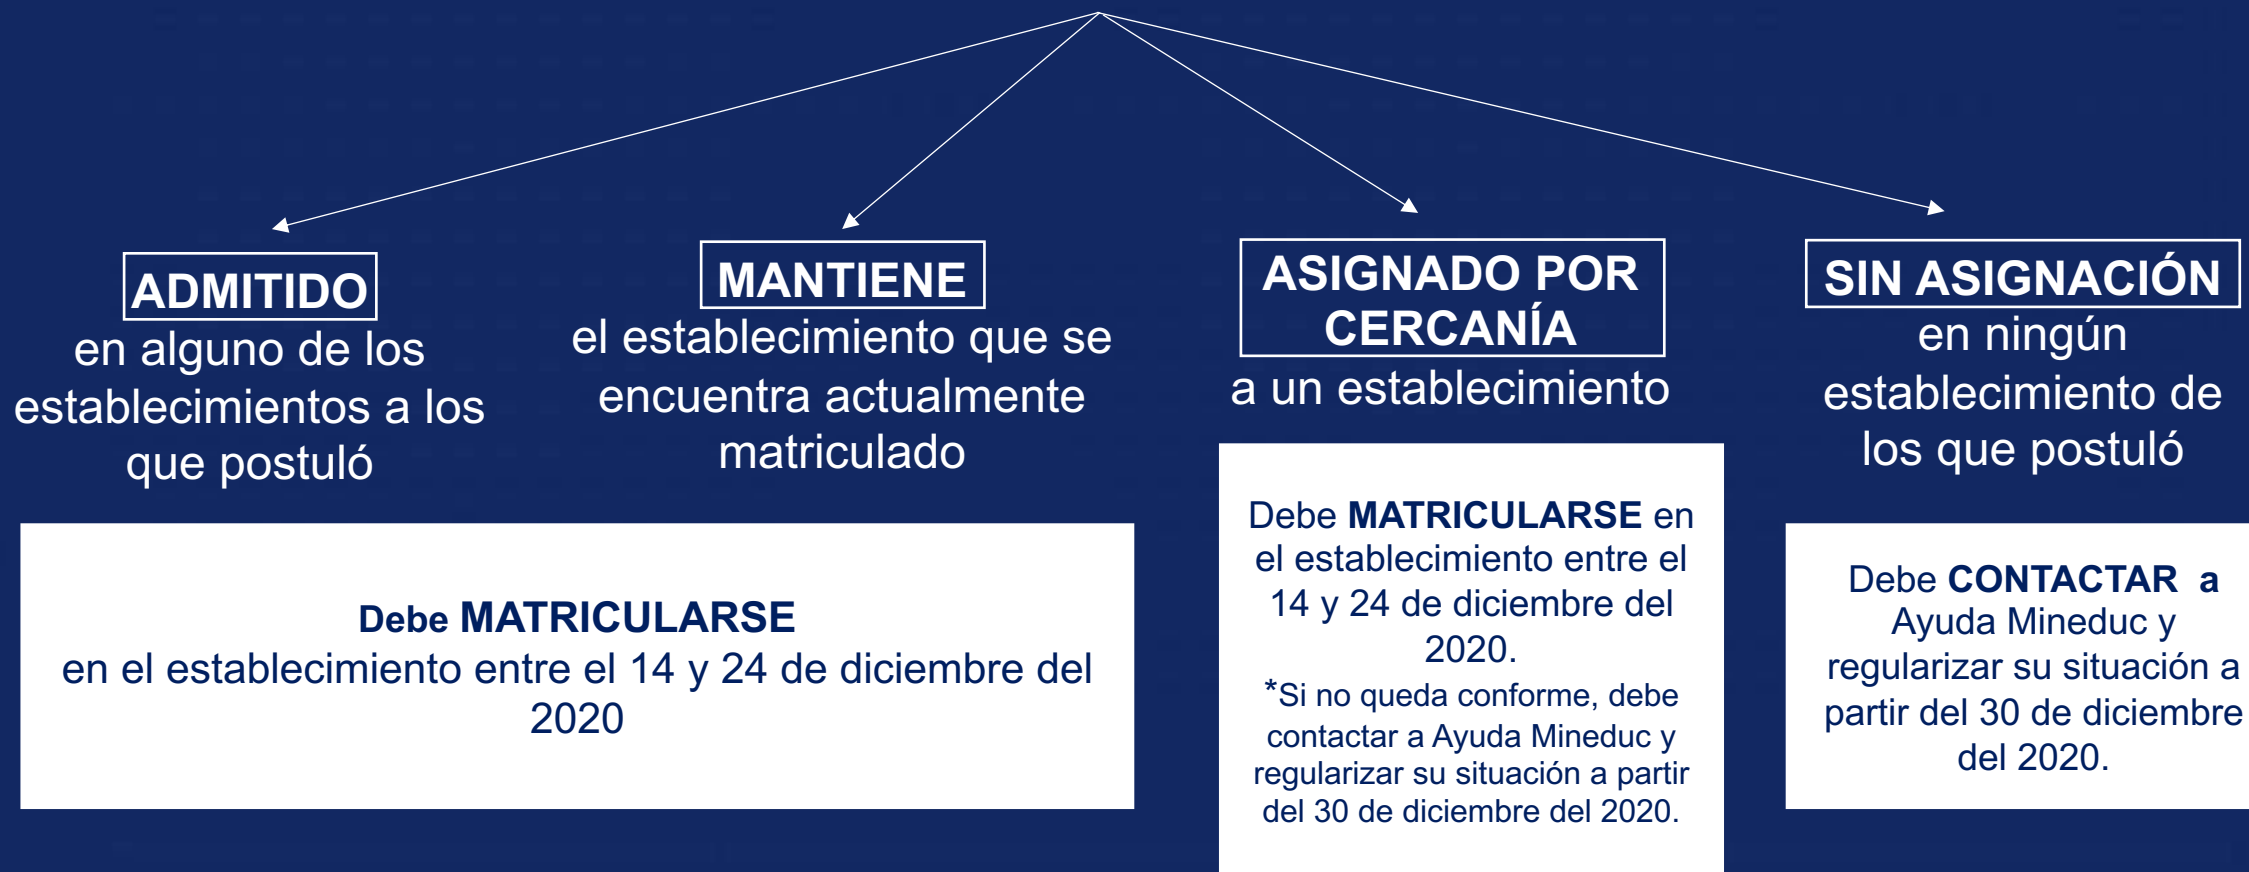 ADMITIDO
en alguno de los
establecimientos a los
que postuló
MANTIENE
el establecimiento que se
encuentra actualmente
matriculado
Debe MATRICULARSE
en el establecimiento entre el 14 y 24 de diciembre del
2020
ASIGNADO POR
CERCANÍA
a un establecimiento
Debe MATRICULARSE en
el establecimiento entre el
14 y 24 de diciembre del
2020.
*Si no queda conforme, debe
contactar a Ayuda Mineduc y
regularizar su situación a partir
del 30 de diciembre del 2020.
SIN ASIGNACIÓN
en ningún
establecimiento de
los que postuló
Debe CONTACTAR  a
Ayuda Mineduc y
regularizar su situación a
partir del 30 de diciembre
del 2020.